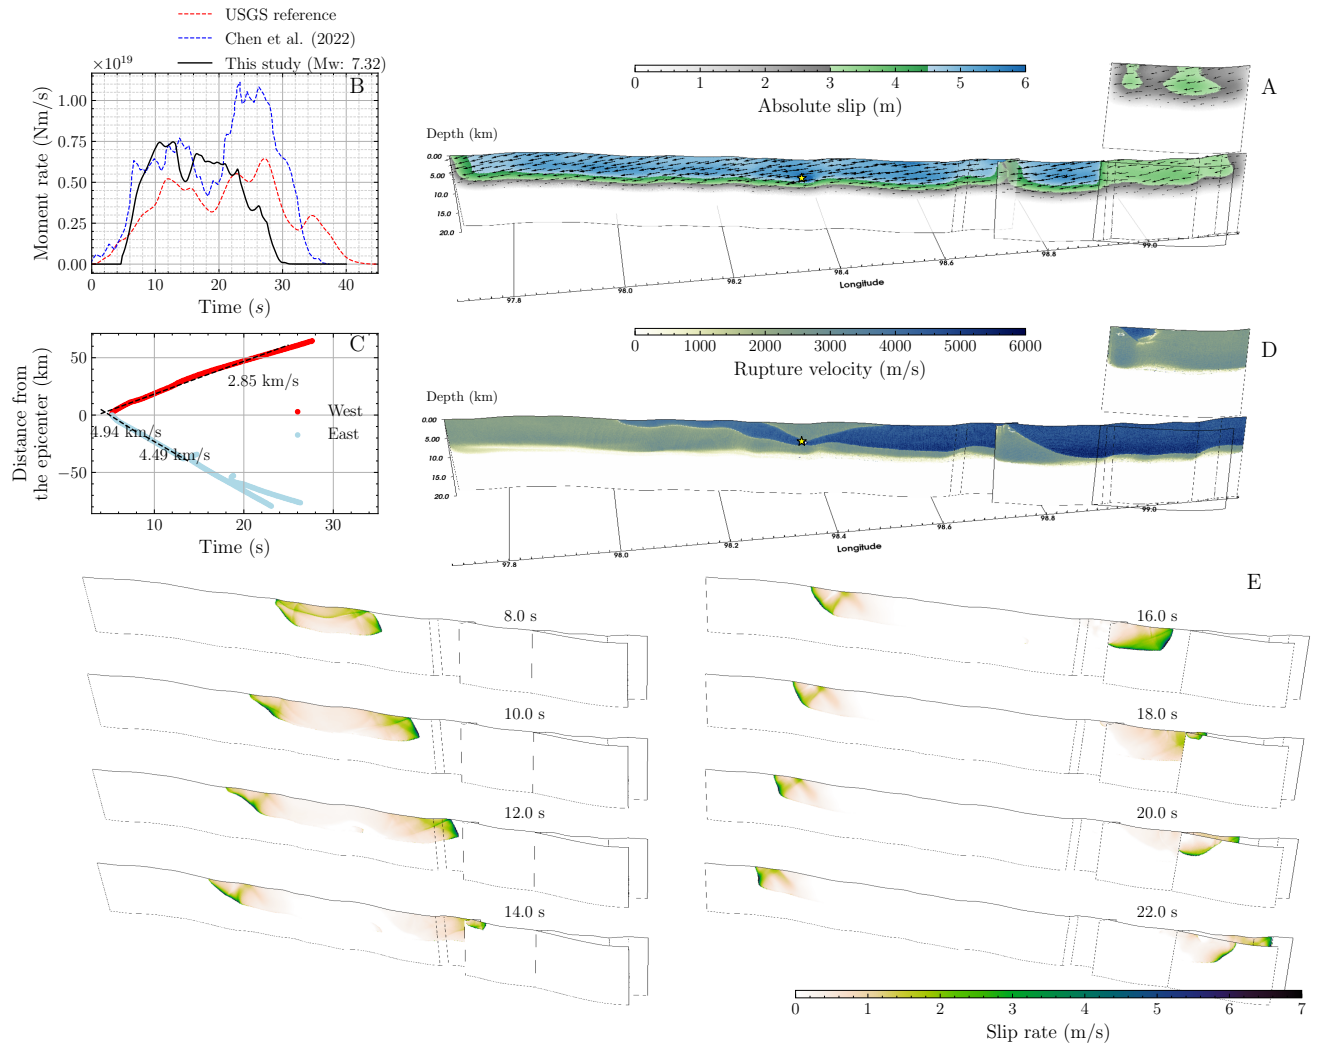 USGS reference
Chen et al. (2022)
This study (Mw: 7.32)
×10¹⁹
B
1.00
0.75
0.50
0.25
0.00
Moment rate (Nm/s)
0 10 20 30 40
Time (s)
0 1 2 3 4 5 6
Absolute slip (m)
A
Depth (km)
0.00
5.00
10.0
15.0
20.0
97.8 98.0 98.2 98.4 98.6 98.8 99.0
Longitude
C
50
0
−50
Distance from
the epicenter (km)
2.85 km/s
4.94 km/s
4.49 km/s
West
East
10 20 30
Time (s)
0 1000 2000 3000 4000 5000 6000
Rupture velocity (m/s)
D
Depth (km)
0.00
5.00
10.0
15.0
20.0
97.8 98.0 98.2 98.4 98.6 98.8 99.0
Longitude
E
8.0 s
10.0 s
12.0 s
14.0 s
16.0 s
18.0 s
20.0 s
22.0 s
0 1 2 3 4 5 6 7
Slip rate (m/s)